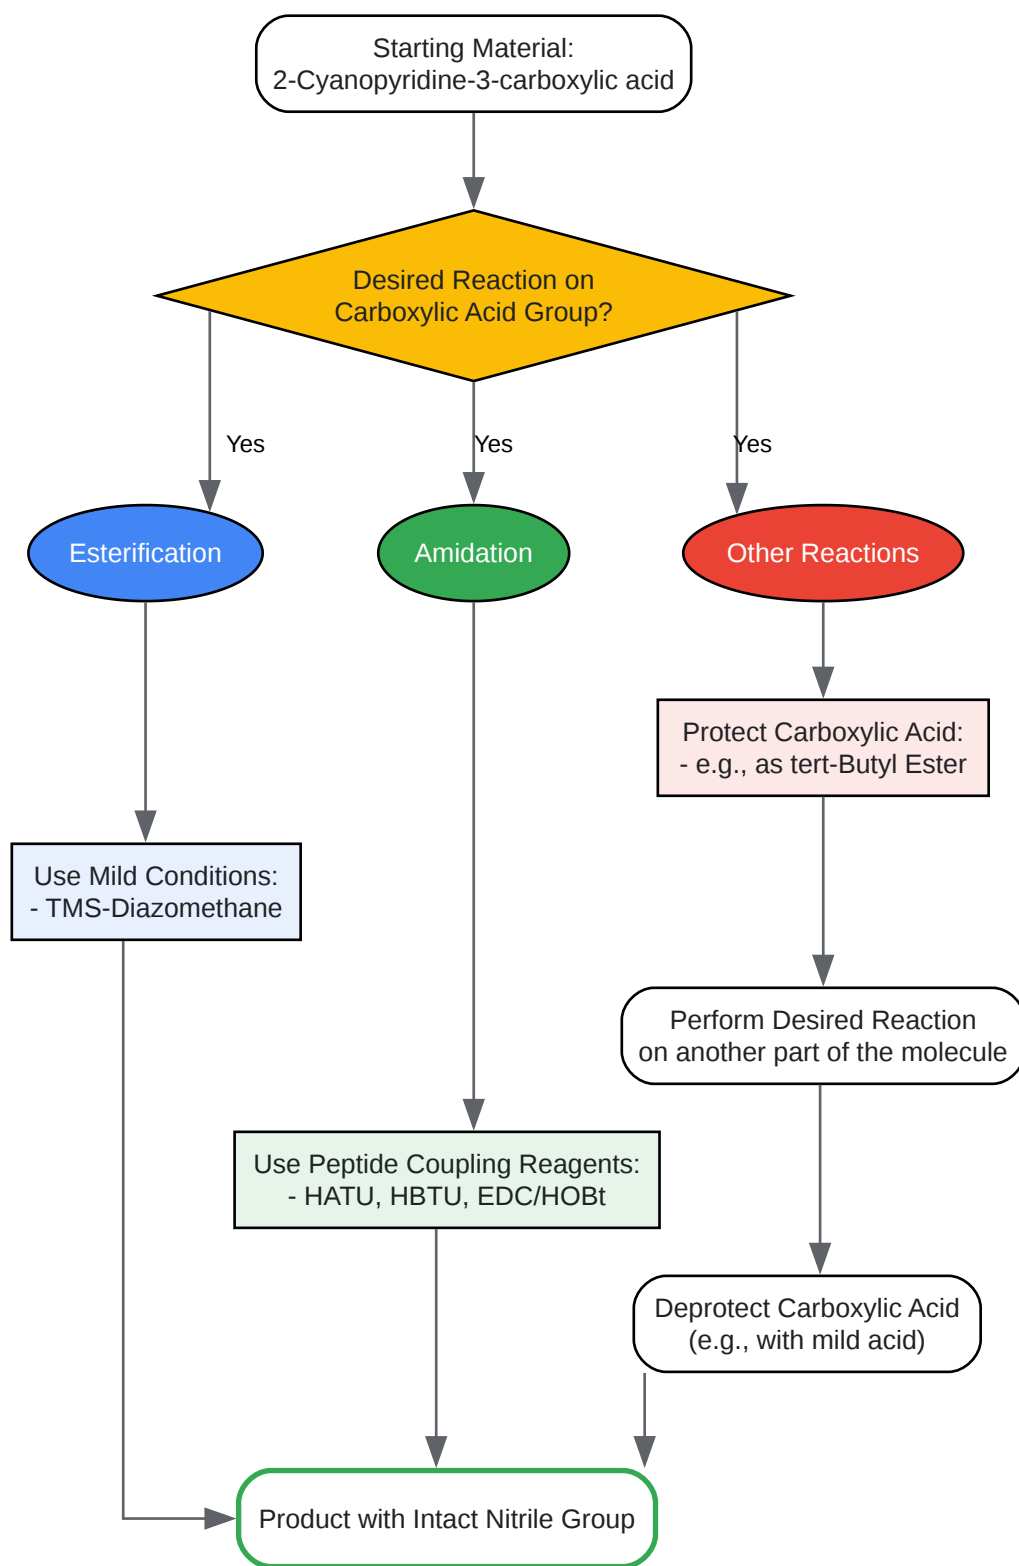 Starting Material:
2-Cyanopyridine-3-carboxylic acid
Desired Reaction on
Carboxylic Acid Group?
Yes
Yes
Yes
Esterification
Amidation
Other Reactions
Protect Carboxylic Acid:
- e.g., as tert-Butyl Ester
Use Mild Conditions:
- TMS-Diazomethane
Perform Desired Reaction
on another part of the molecule
Use Peptide Coupling Reagents:
- HATU, HBTU, EDC/HOBt
Deprotect Carboxylic Acid
(e.g., with mild acid)
Product with Intact Nitrile Group